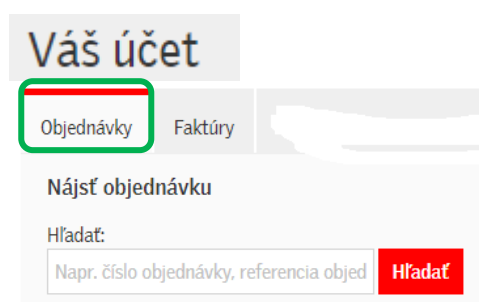 Váš účet
Objednávky Faktúry
Nájsť objednávku
Hľadať:
Napr. číslo objednávky, referencia objed Hľadať